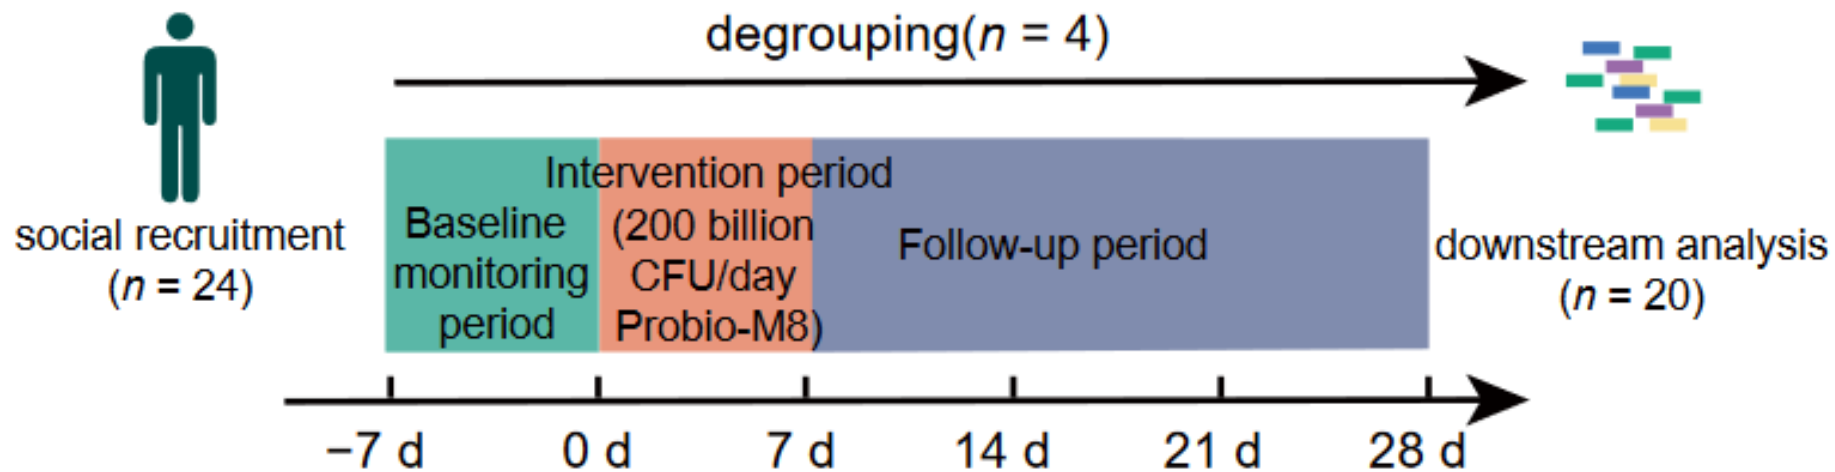 degrouping(n = 4)
social recruitment
(n = 24)
Baseline
monitoring
period
Intervention period
(200 billion
CFU/day
Probio-M8)
Follow-up period
downstream analysis
(n = 20)
−7 d
0 d
7 d
14 d
21 d
28 d